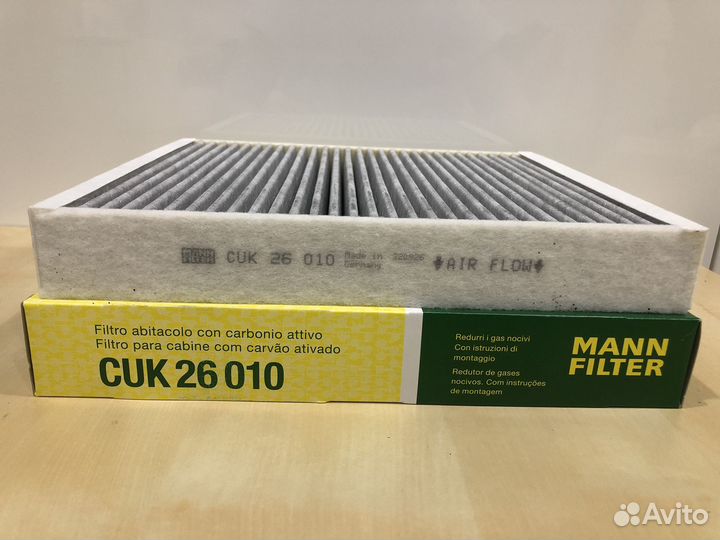 MANN
FILTER
CUK 26 010
Made in
Germany
AIR FLOW
Filtro abitacolo con carbonio attivo
Filtro para cabine com carvão ativado
CUK 26 010
Redurri i gas nocivi
Con istruzioni di
montaggio
Redutor de gases
nocivos. Com instruções
de montagem
MANN
FILTER
Avito